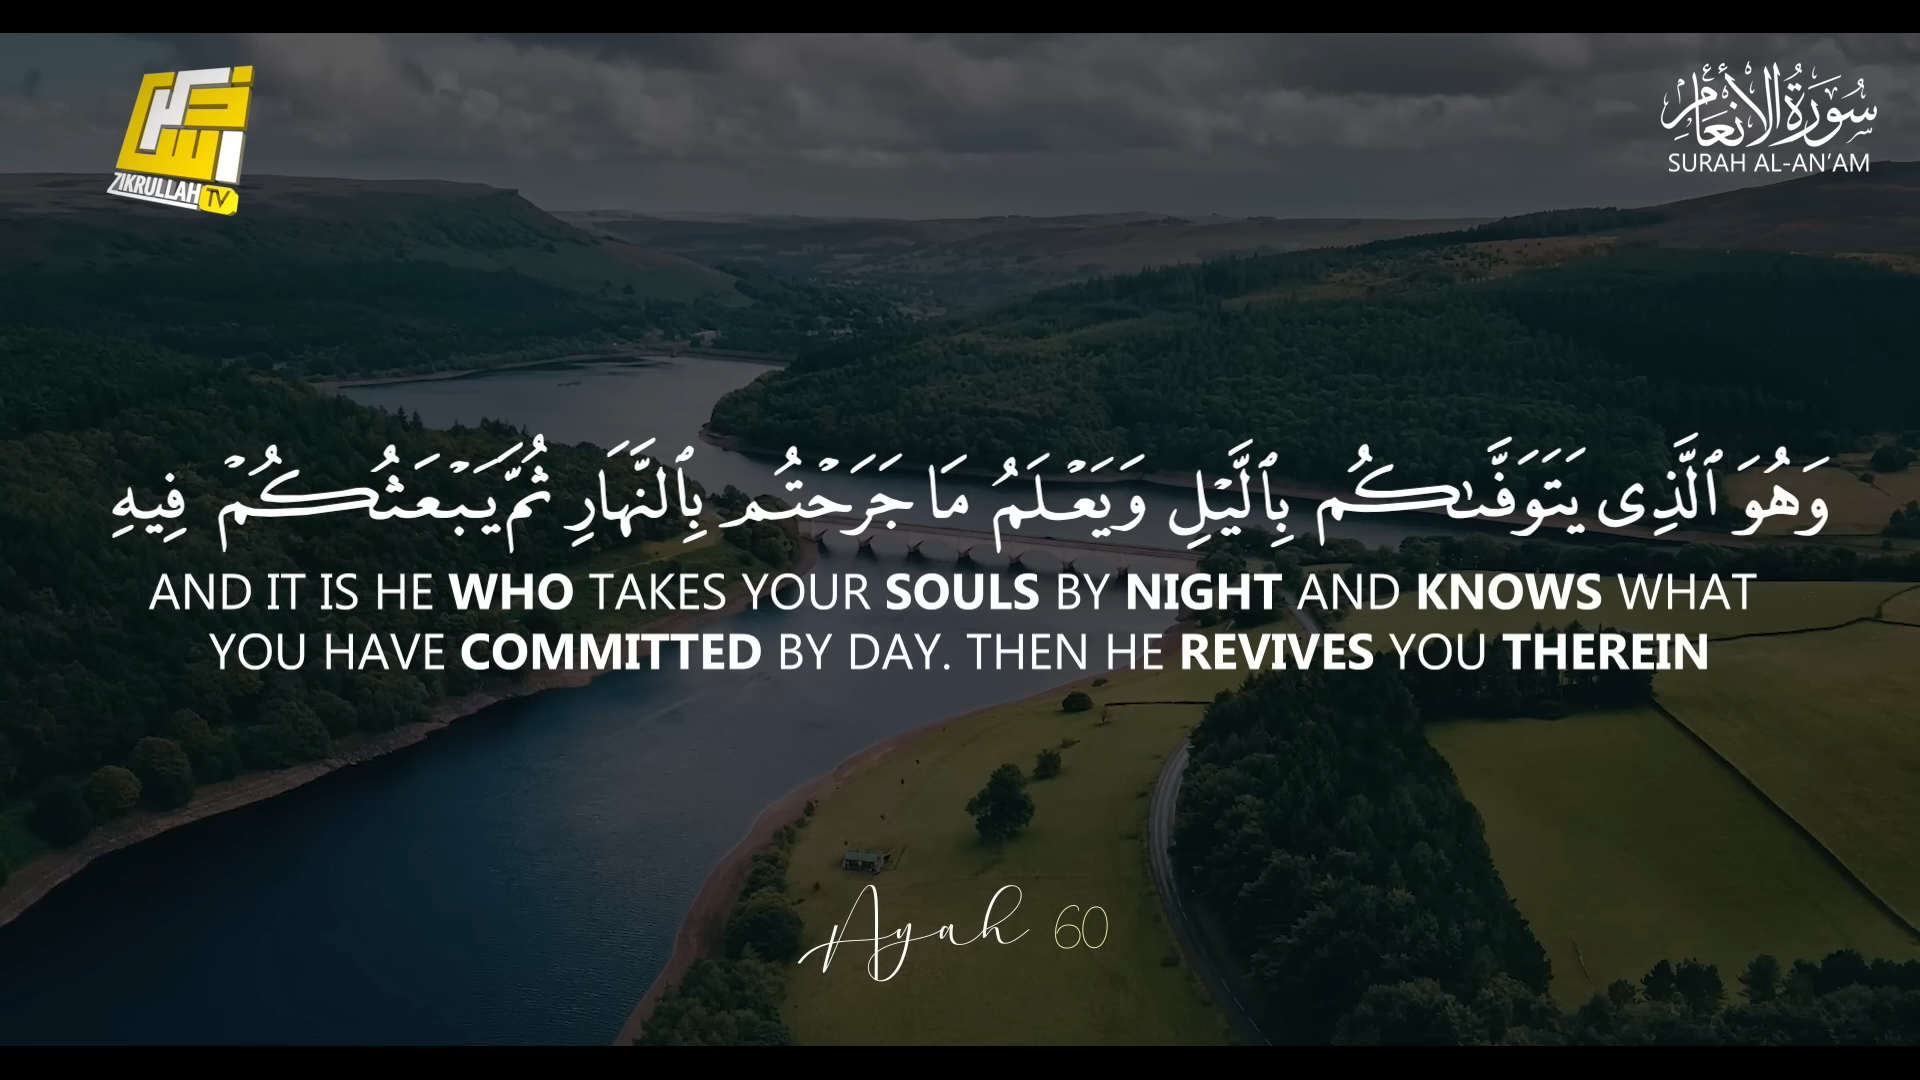 ذكر الله
ZIKRULLAH TV
سُورَةُ الأَنْعَامِ
SURAH AL-AN'AM
وَهُوَ ٱلَّذِى يَتَوَفَّىٰكُم بِٱلَّيْلِ وَيَعْلَمُ مَا جَرَحْتُم بِٱلنَّهَارِ ثُمَّ يَبْعَثُكُمْ فِيهِ
AND IT IS HE WHO TAKES YOUR SOULS BY NIGHT AND KNOWS WHAT
YOU HAVE COMMITTED BY DAY. THEN HE REVIVES YOU THEREIN
Ayah 60